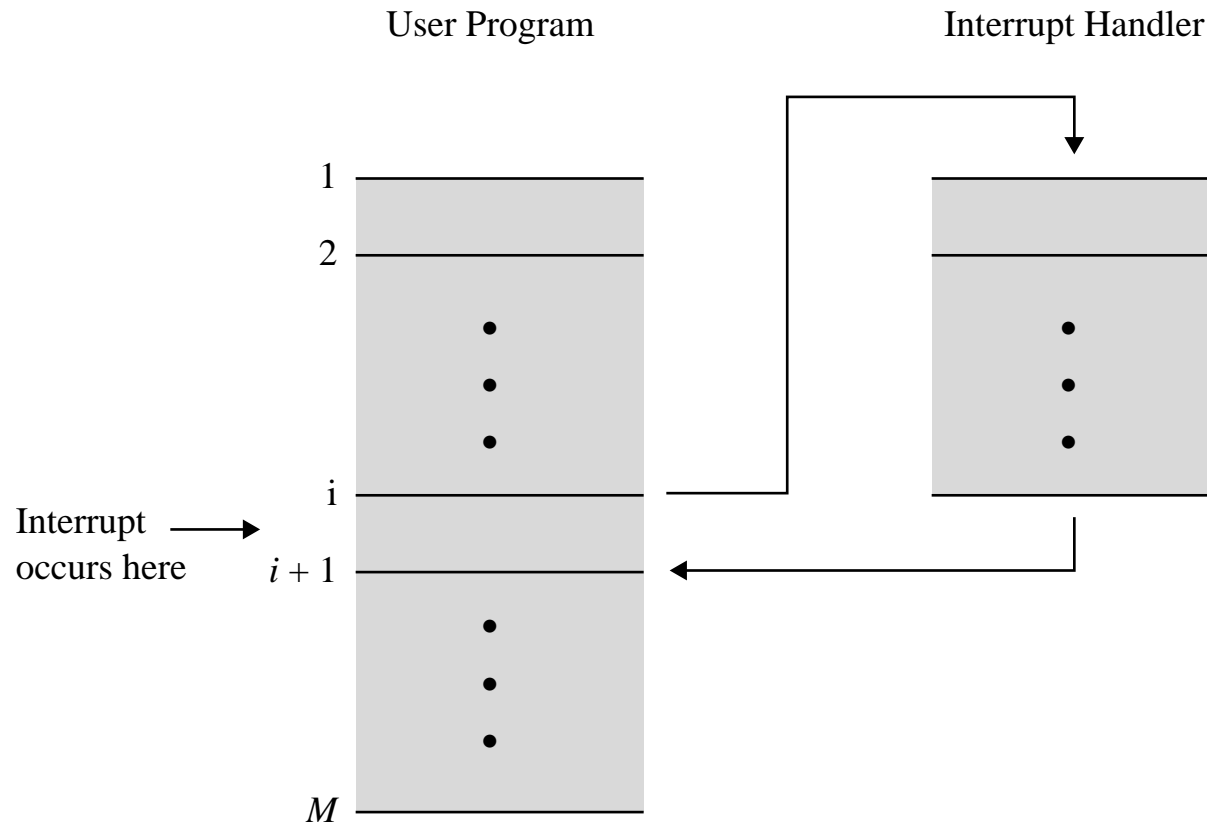 User Program
Interrupt Handler
1
2
i
Interrupt
occurs here
i + 1
M